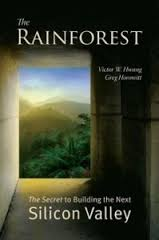 The
RAINFOREST
Victor W. Hwang
Greg Horowitt
The Secret to Building the Next
Silicon Valley